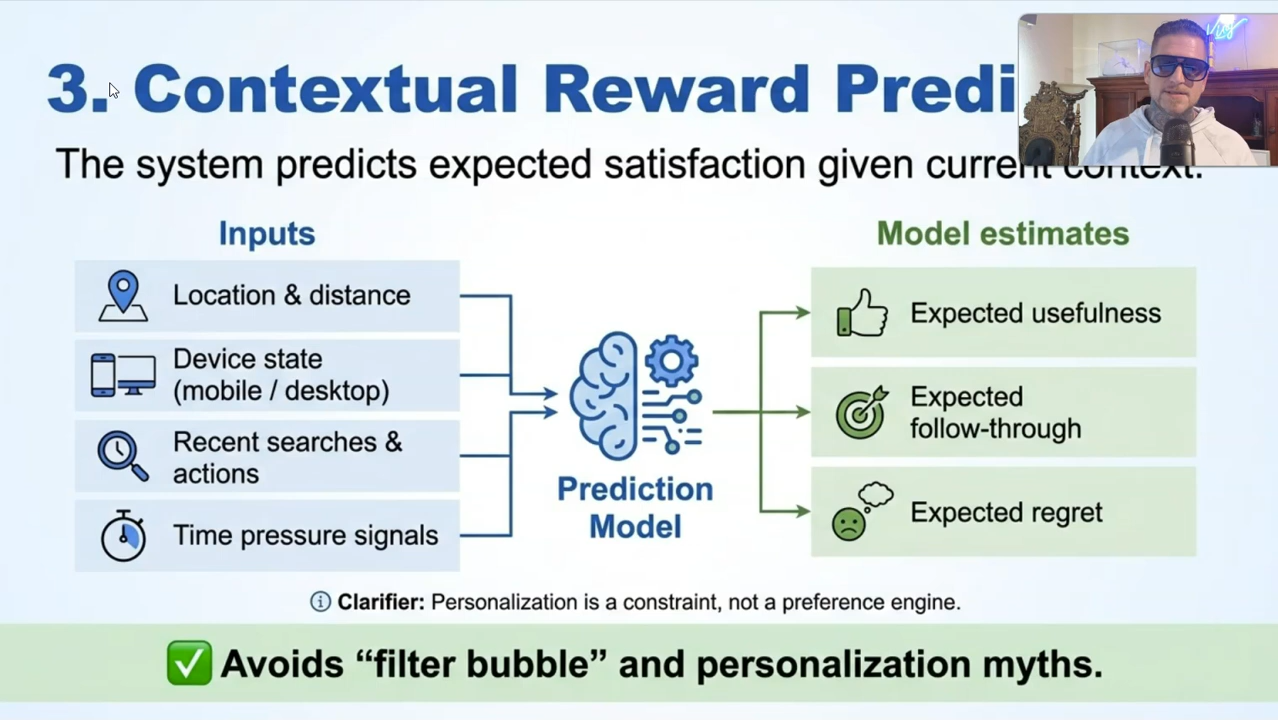 3. Contextual Reward Predi
The system predicts expected satisfaction given current context.
Inputs
Model estimates
Location & distance
Device state
(mobile / desktop)
Recent searches &
actions
Time pressure signals
Prediction
Model
Expected usefulness
Expected
follow-through
Expected regret
Clarifier: Personalization is a constraint, not a preference engine.
Avoids “filter bubble” and personalization myths.